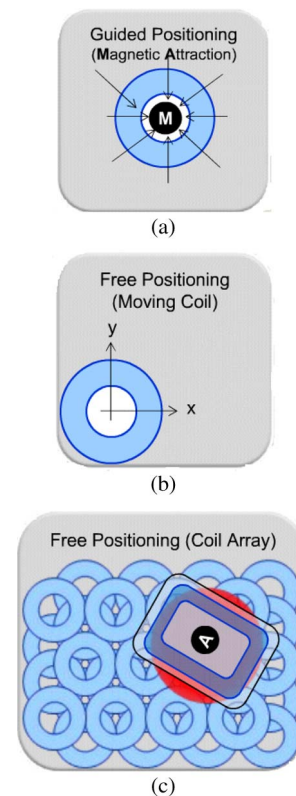 Guided Positioning
(Magnetic Attraction)
M
(a)
Free Positioning
(Moving Coil)
y
x
(b)
Free Positioning (Coil Array)
A
(c)